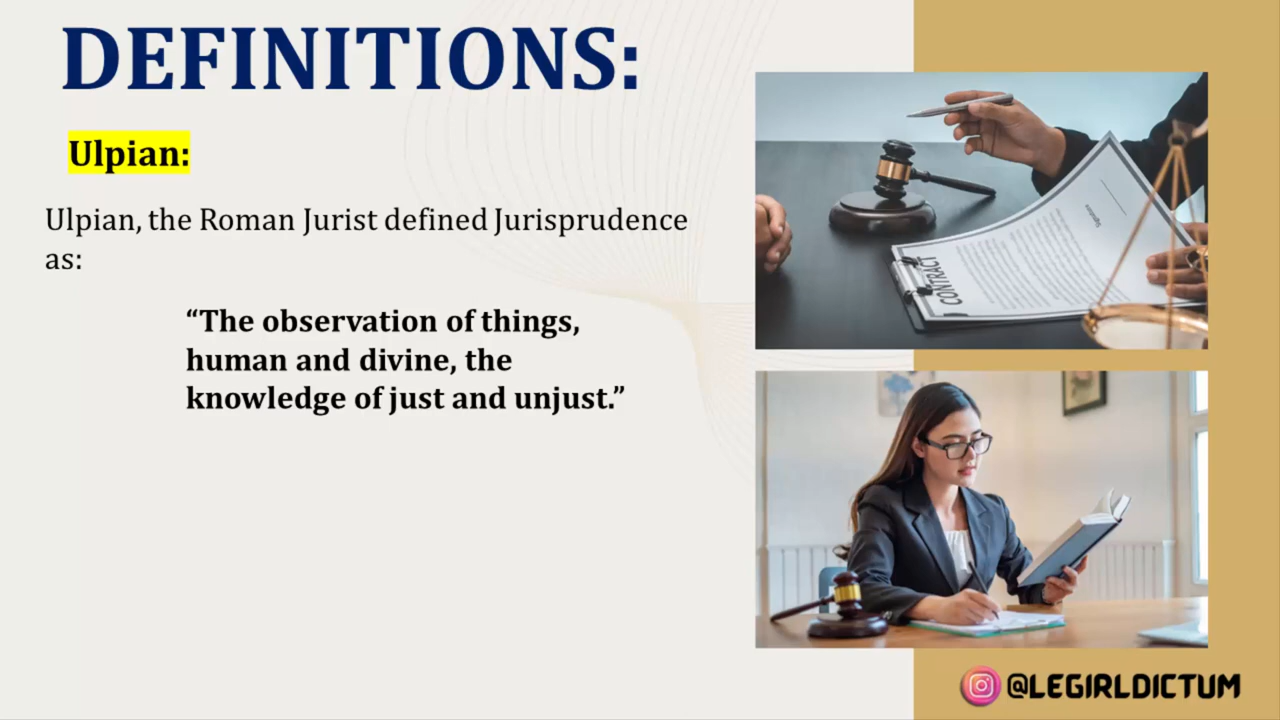 DEFINITIONS:
Ulpian:
Ulpian, the Roman Jurist defined Jurisprudence
as:
“The observation of things,
human and divine, the
knowledge of just and unjust.”
CONTRACT
Signature
@LEGIRLDICTUM